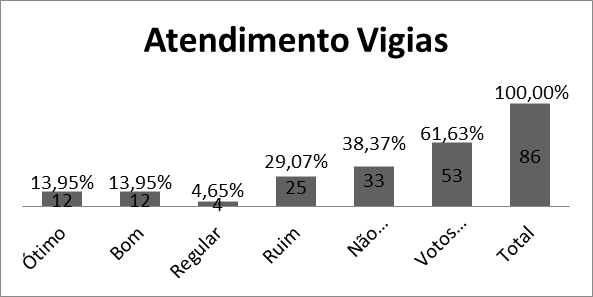 Atendimento Vigias
13,95% 13,95% 4,65% 29,07% 38,37% 61,63% 100,00%
12 12 4 25 33 53 86
Ótimo Bom Regular Ruim Não... Votos... Total